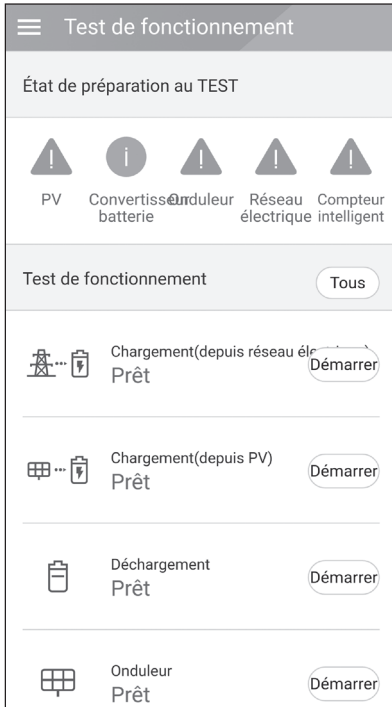 Test de fonctionnement
État de préparation au TEST
PV
Convertisseur
batterie
Onduleur
Réseau
électrique
Compteur
intelligent
Test de fonctionnement
Tous
Chargement(depuis réseau
Prêt
Démarrer
Chargement(depuis PV)
Prêt
Démarrer
Déchargement
Prêt
Démarrer
Onduleur
Prêt
Démarrer